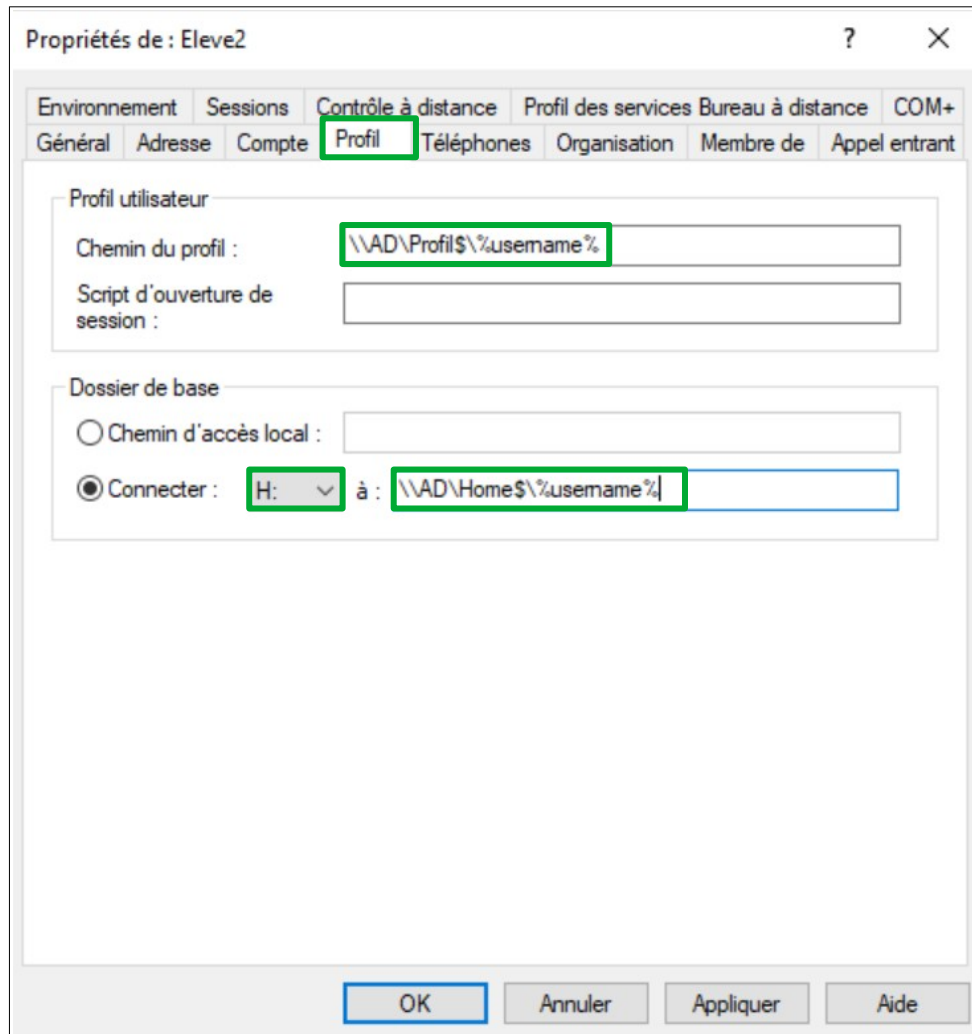 Propriétés de : Eleve2
?
Environnement Sessions Contrôle à distance Profil des services Bureau à distance COM+
Général Adresse Compte Profil Téléphones Organisation Membre de Appel entrant
Profil utilisateur
Chemin du profil : \\AD\Profil$\%username%
Script d'ouverture de
session :
Dossier de base
Chemin d'accès local :
Connecter : H: à : \\AD\Home$\%username%
OK Annuler Appliquer Aide